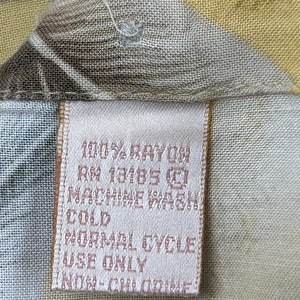 100% RAYON
RN 13185 ©
MACHINE WASH
COLD
NORMAL CYCLE
USE ONLY
NON-CHLORINE